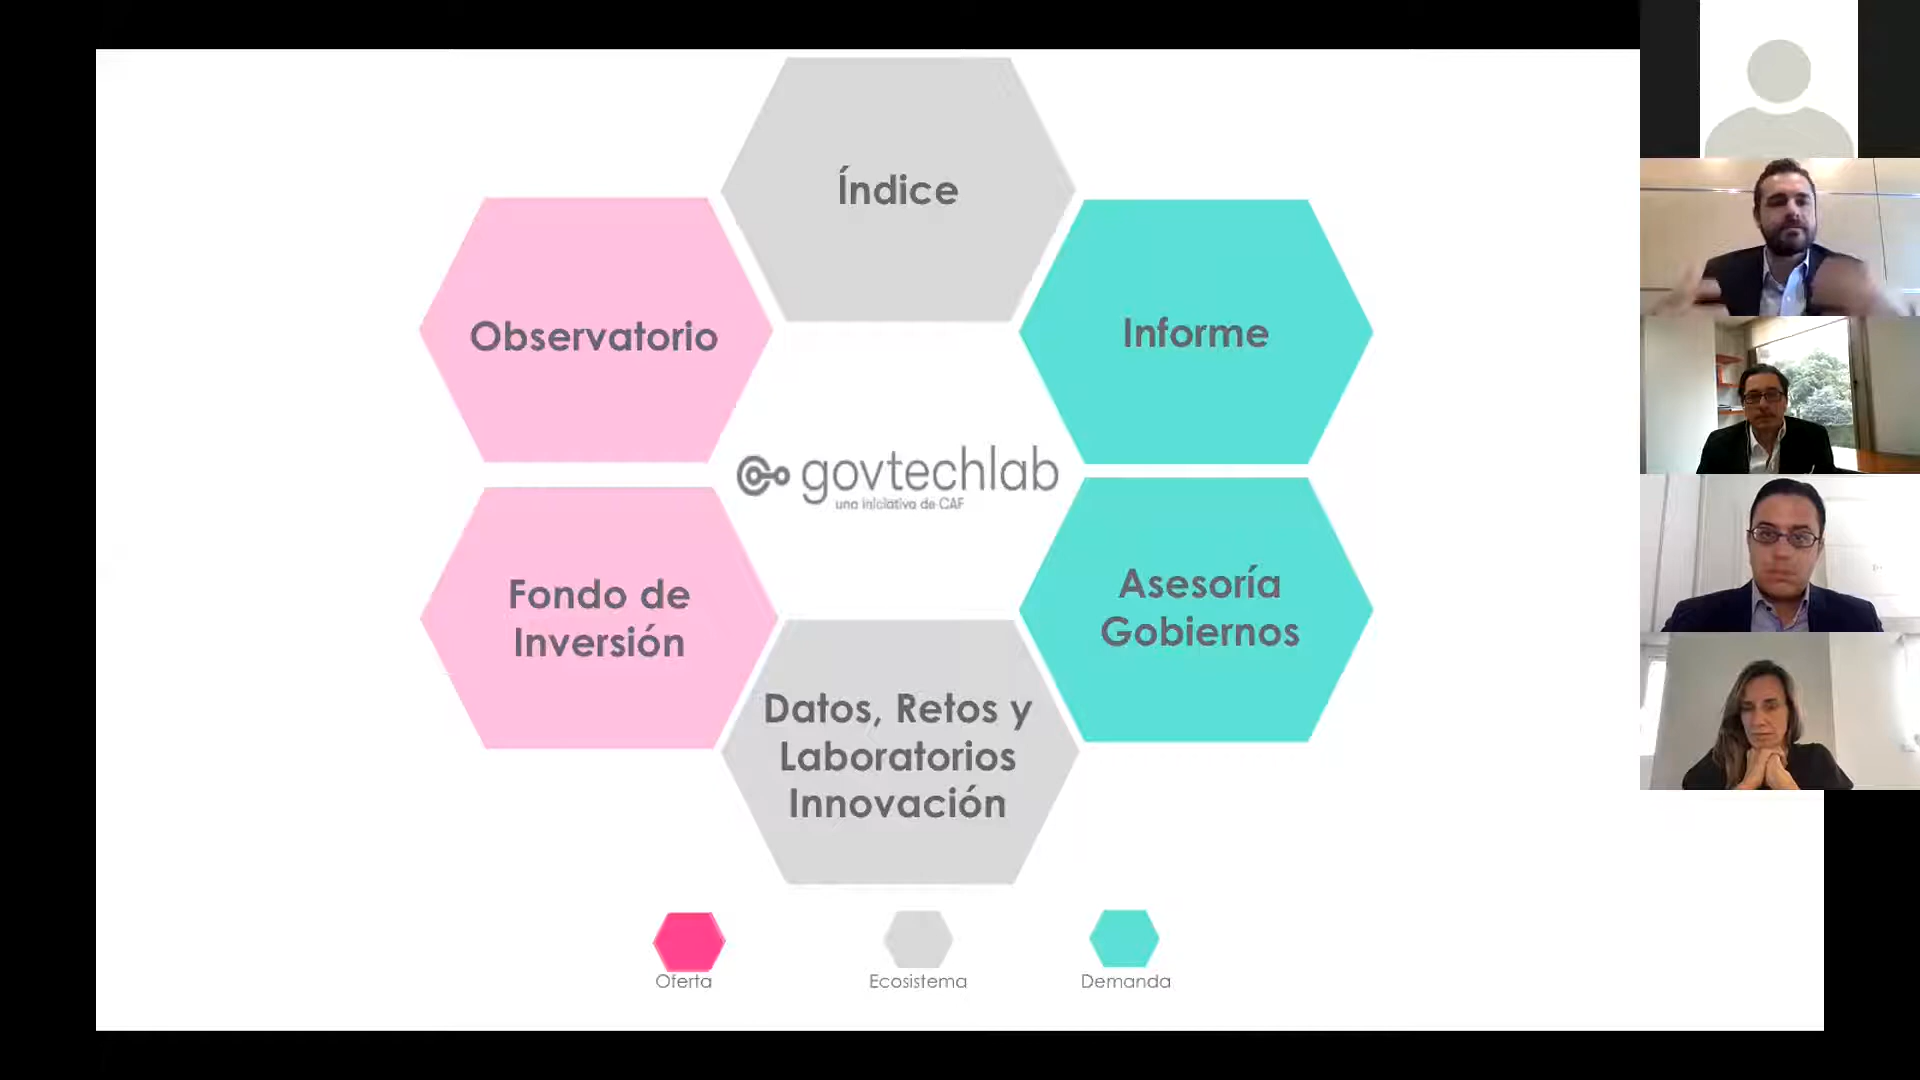 Índice
Observatorio
Informe
govtechlab
una iniciativa de CAF
Fondo de
Inversión
Asesoría
Gobiernos
Datos, Retos y
Laboratorios
Innovación
Oferta
Ecosistema
Demanda